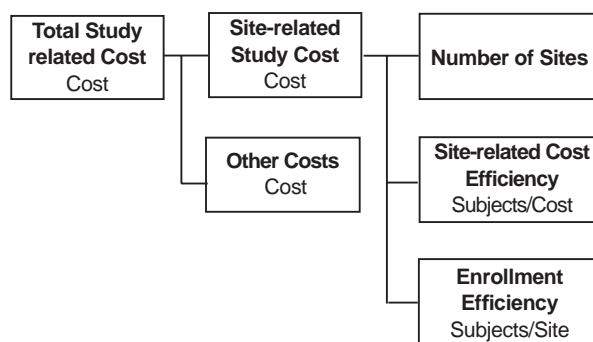 Total Study
related Cost
Cost
Site-related
Study Cost
Cost
Number of Sites
Other Costs
Cost
Site-related Cost
Efficiency
Subjects/Cost
Enrollment
Efficiency
Subjects/Site